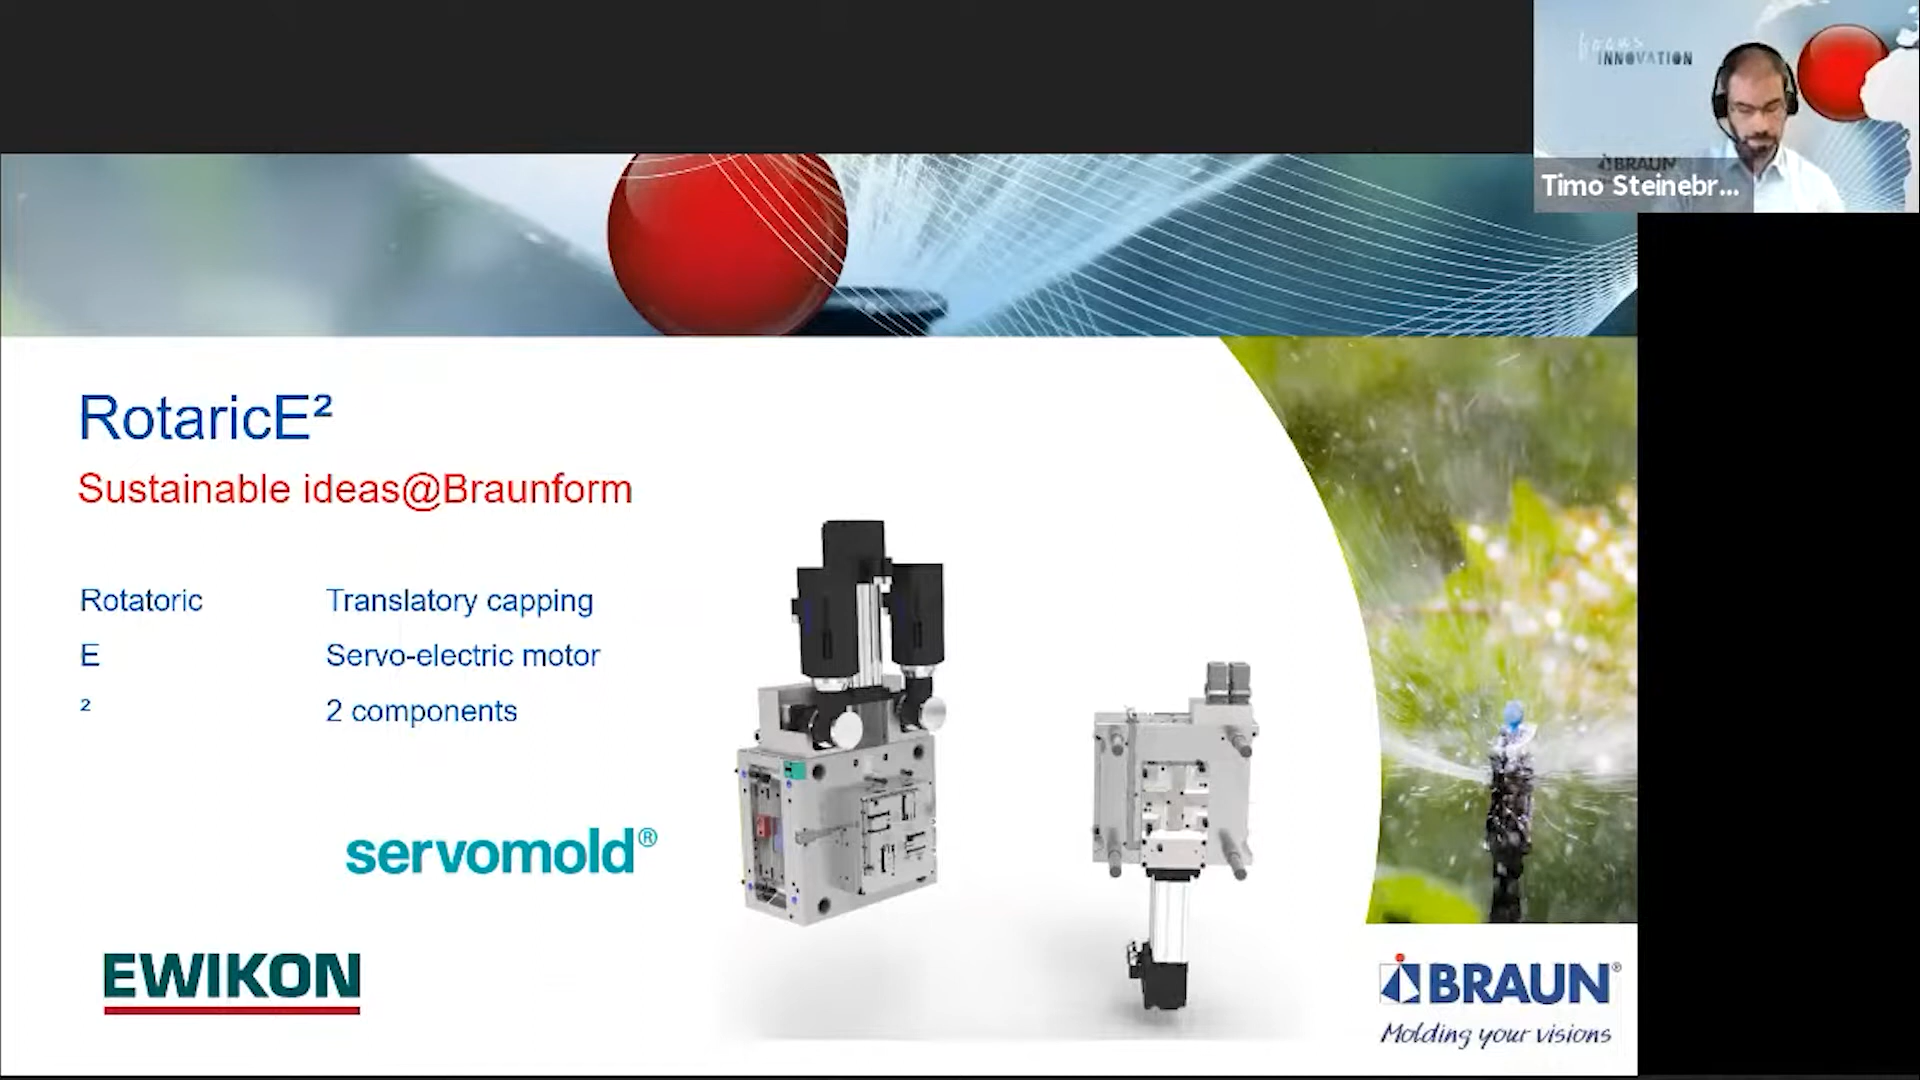 focus
INNOVATION
BRAUN
Timo Steinebr...
RotaricE²
Sustainable ideas@Braunform
Rotatoric Translatory capping
E Servo-electric motor
² 2 components
servomold®
EWIKON
BRAUN®
Molding your visions